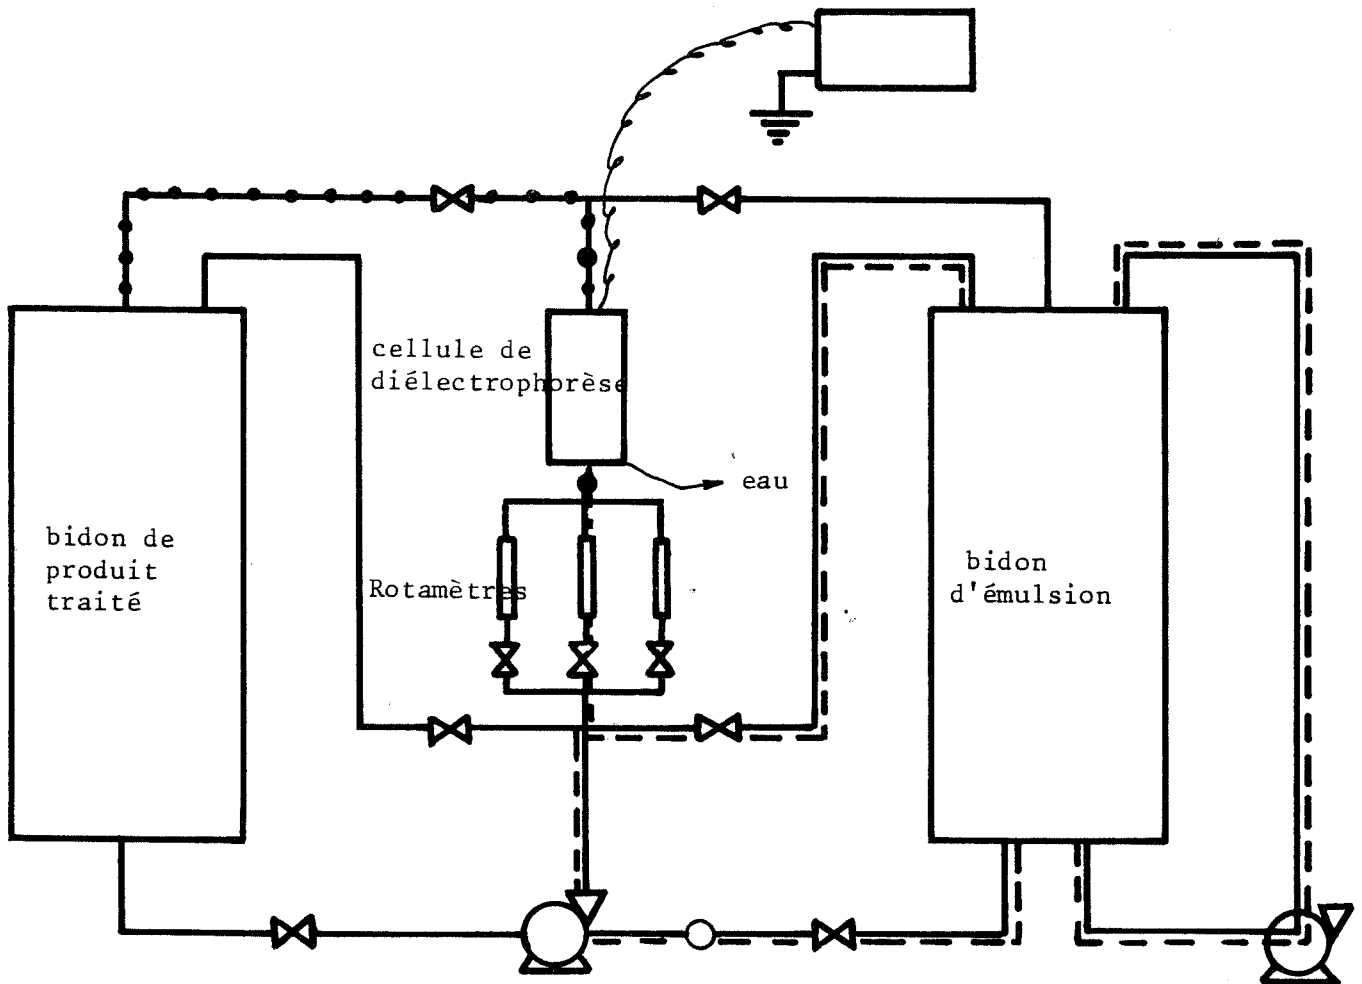 cellule de
diélectrophorèse
eau
bidon de
produit
traité
Rotamètres
bidon
d'émulsion